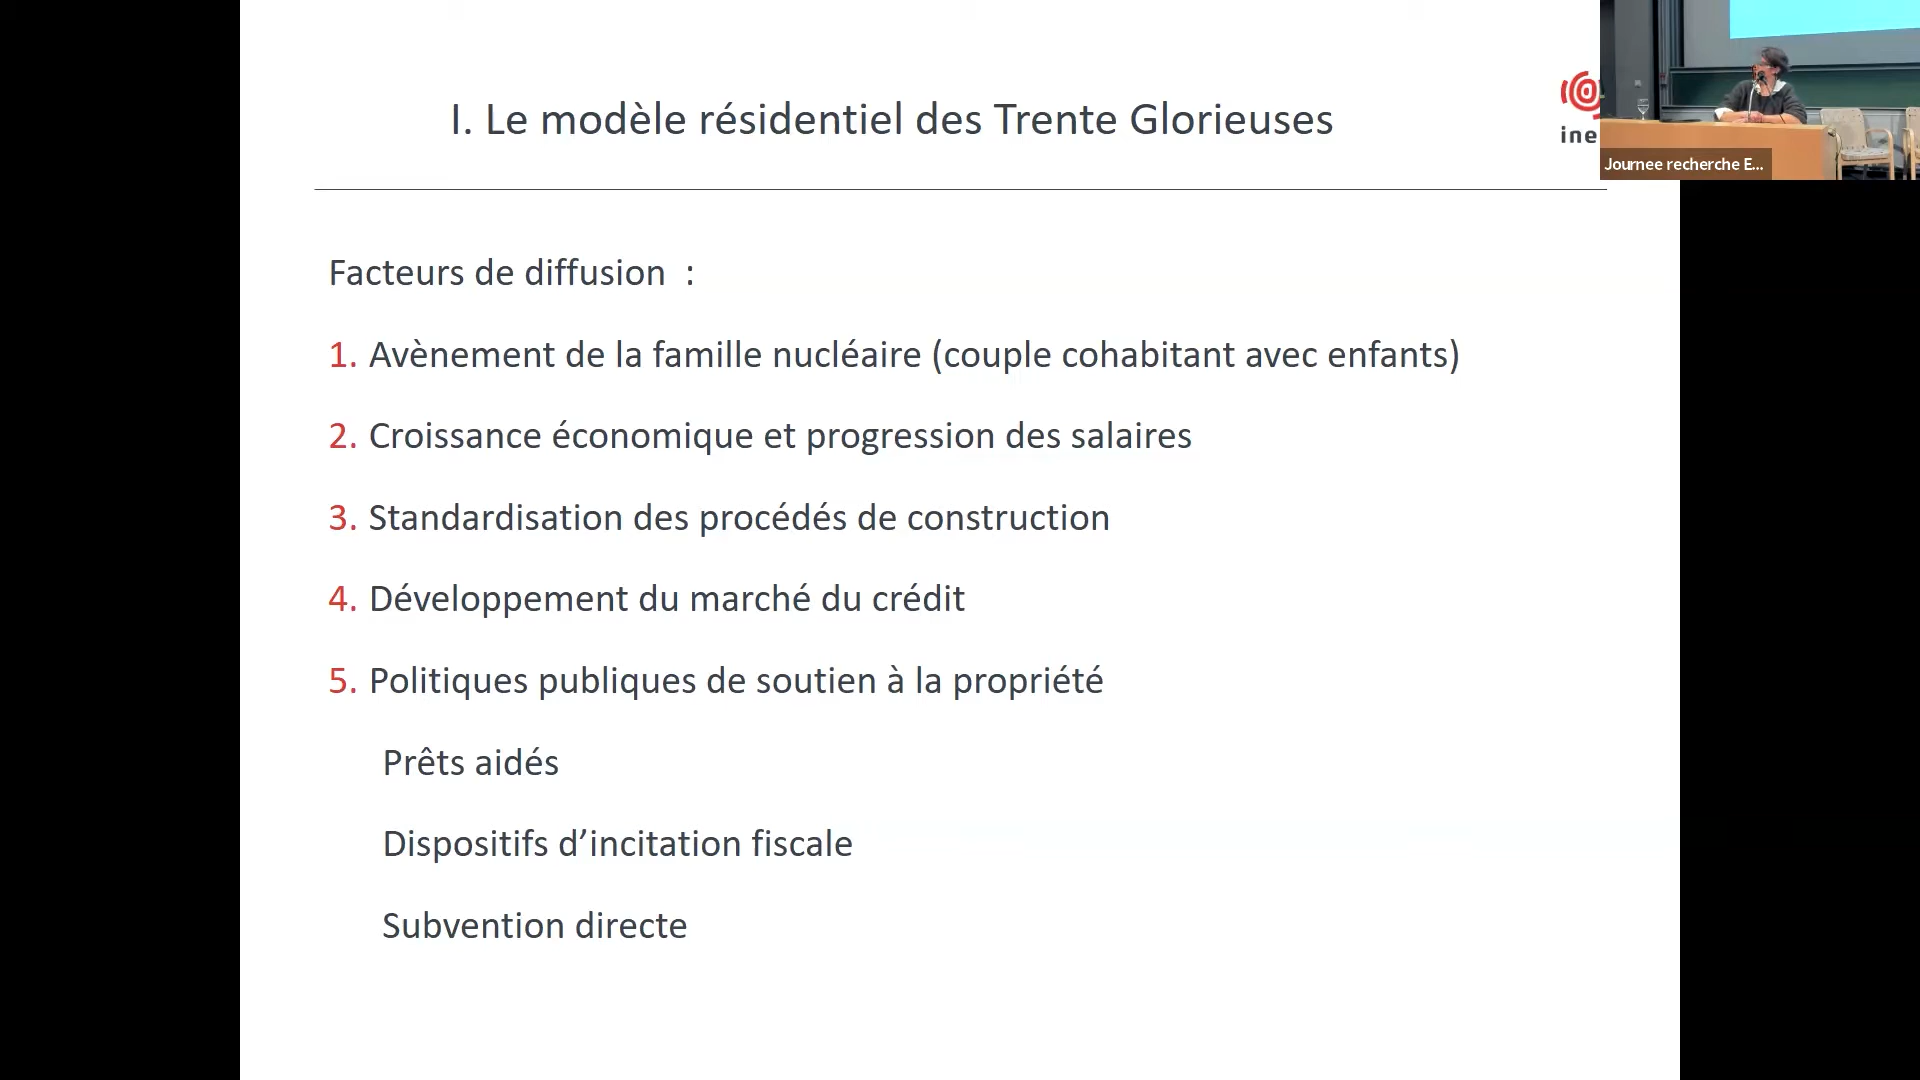 I. Le modèle résidentiel des Trente Glorieuses
ine
Journee recherche E...
Facteurs de diffusion :
1. Avènement de la famille nucléaire (couple cohabitant avec enfants)
2. Croissance économique et progression des salaires
3. Standardisation des procédés de construction
4. Développement du marché du crédit
5. Politiques publiques de soutien à la propriété
Prêts aidés
Dispositifs d’incitation fiscale
Subvention directe